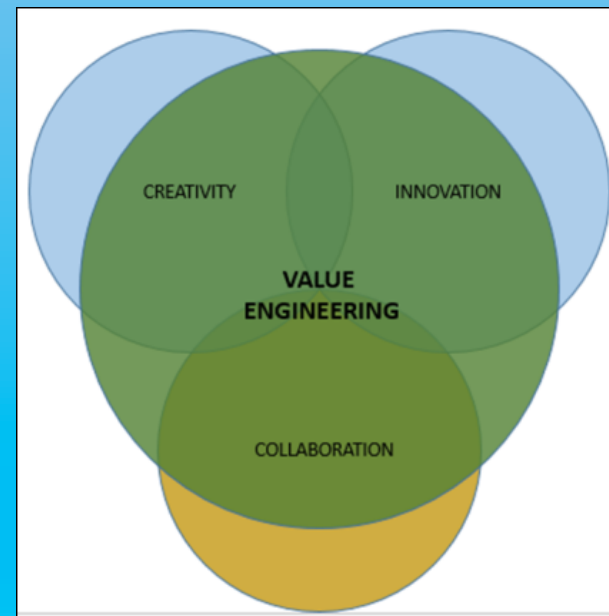 CREATIVITY
INNOVATION
VALUE
ENGINEERING
COLLABORATION